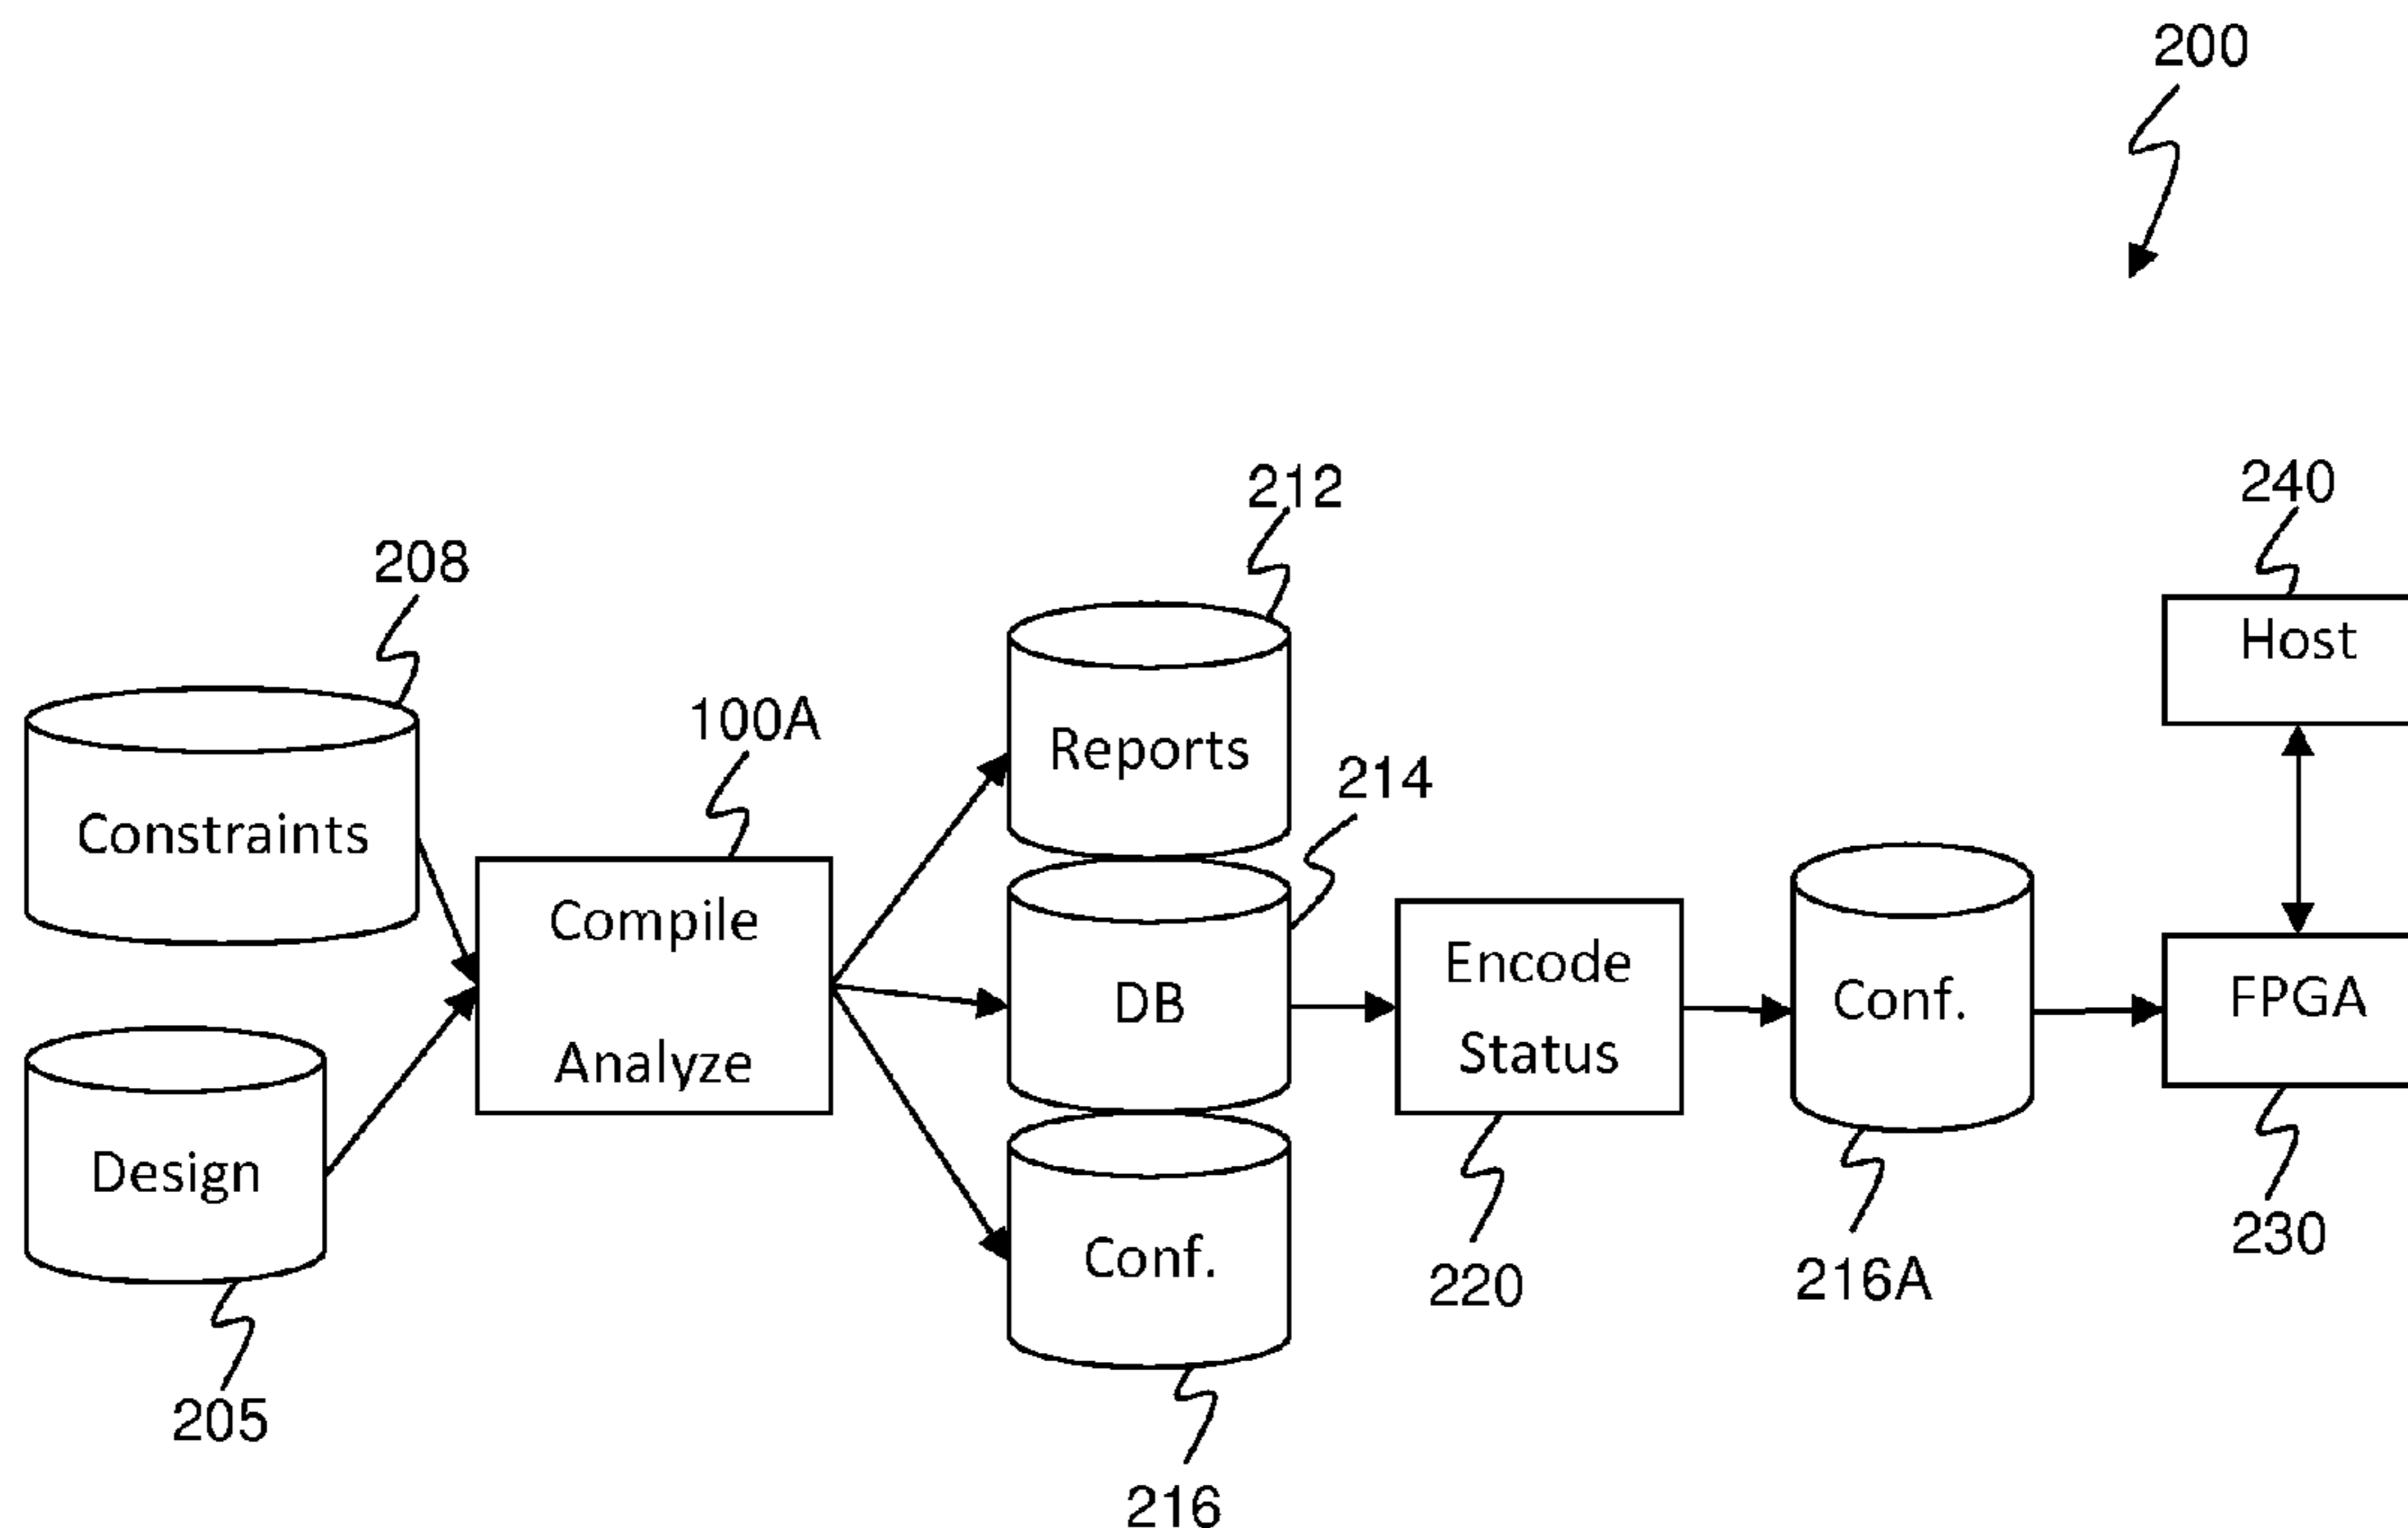 200
212
240
208
Host
100A
Reports
214
Constraints
Compile
Analyze
Encode
Status
DB
Conf.
FPGA
Design
Conf.
220
216A
230
205
216